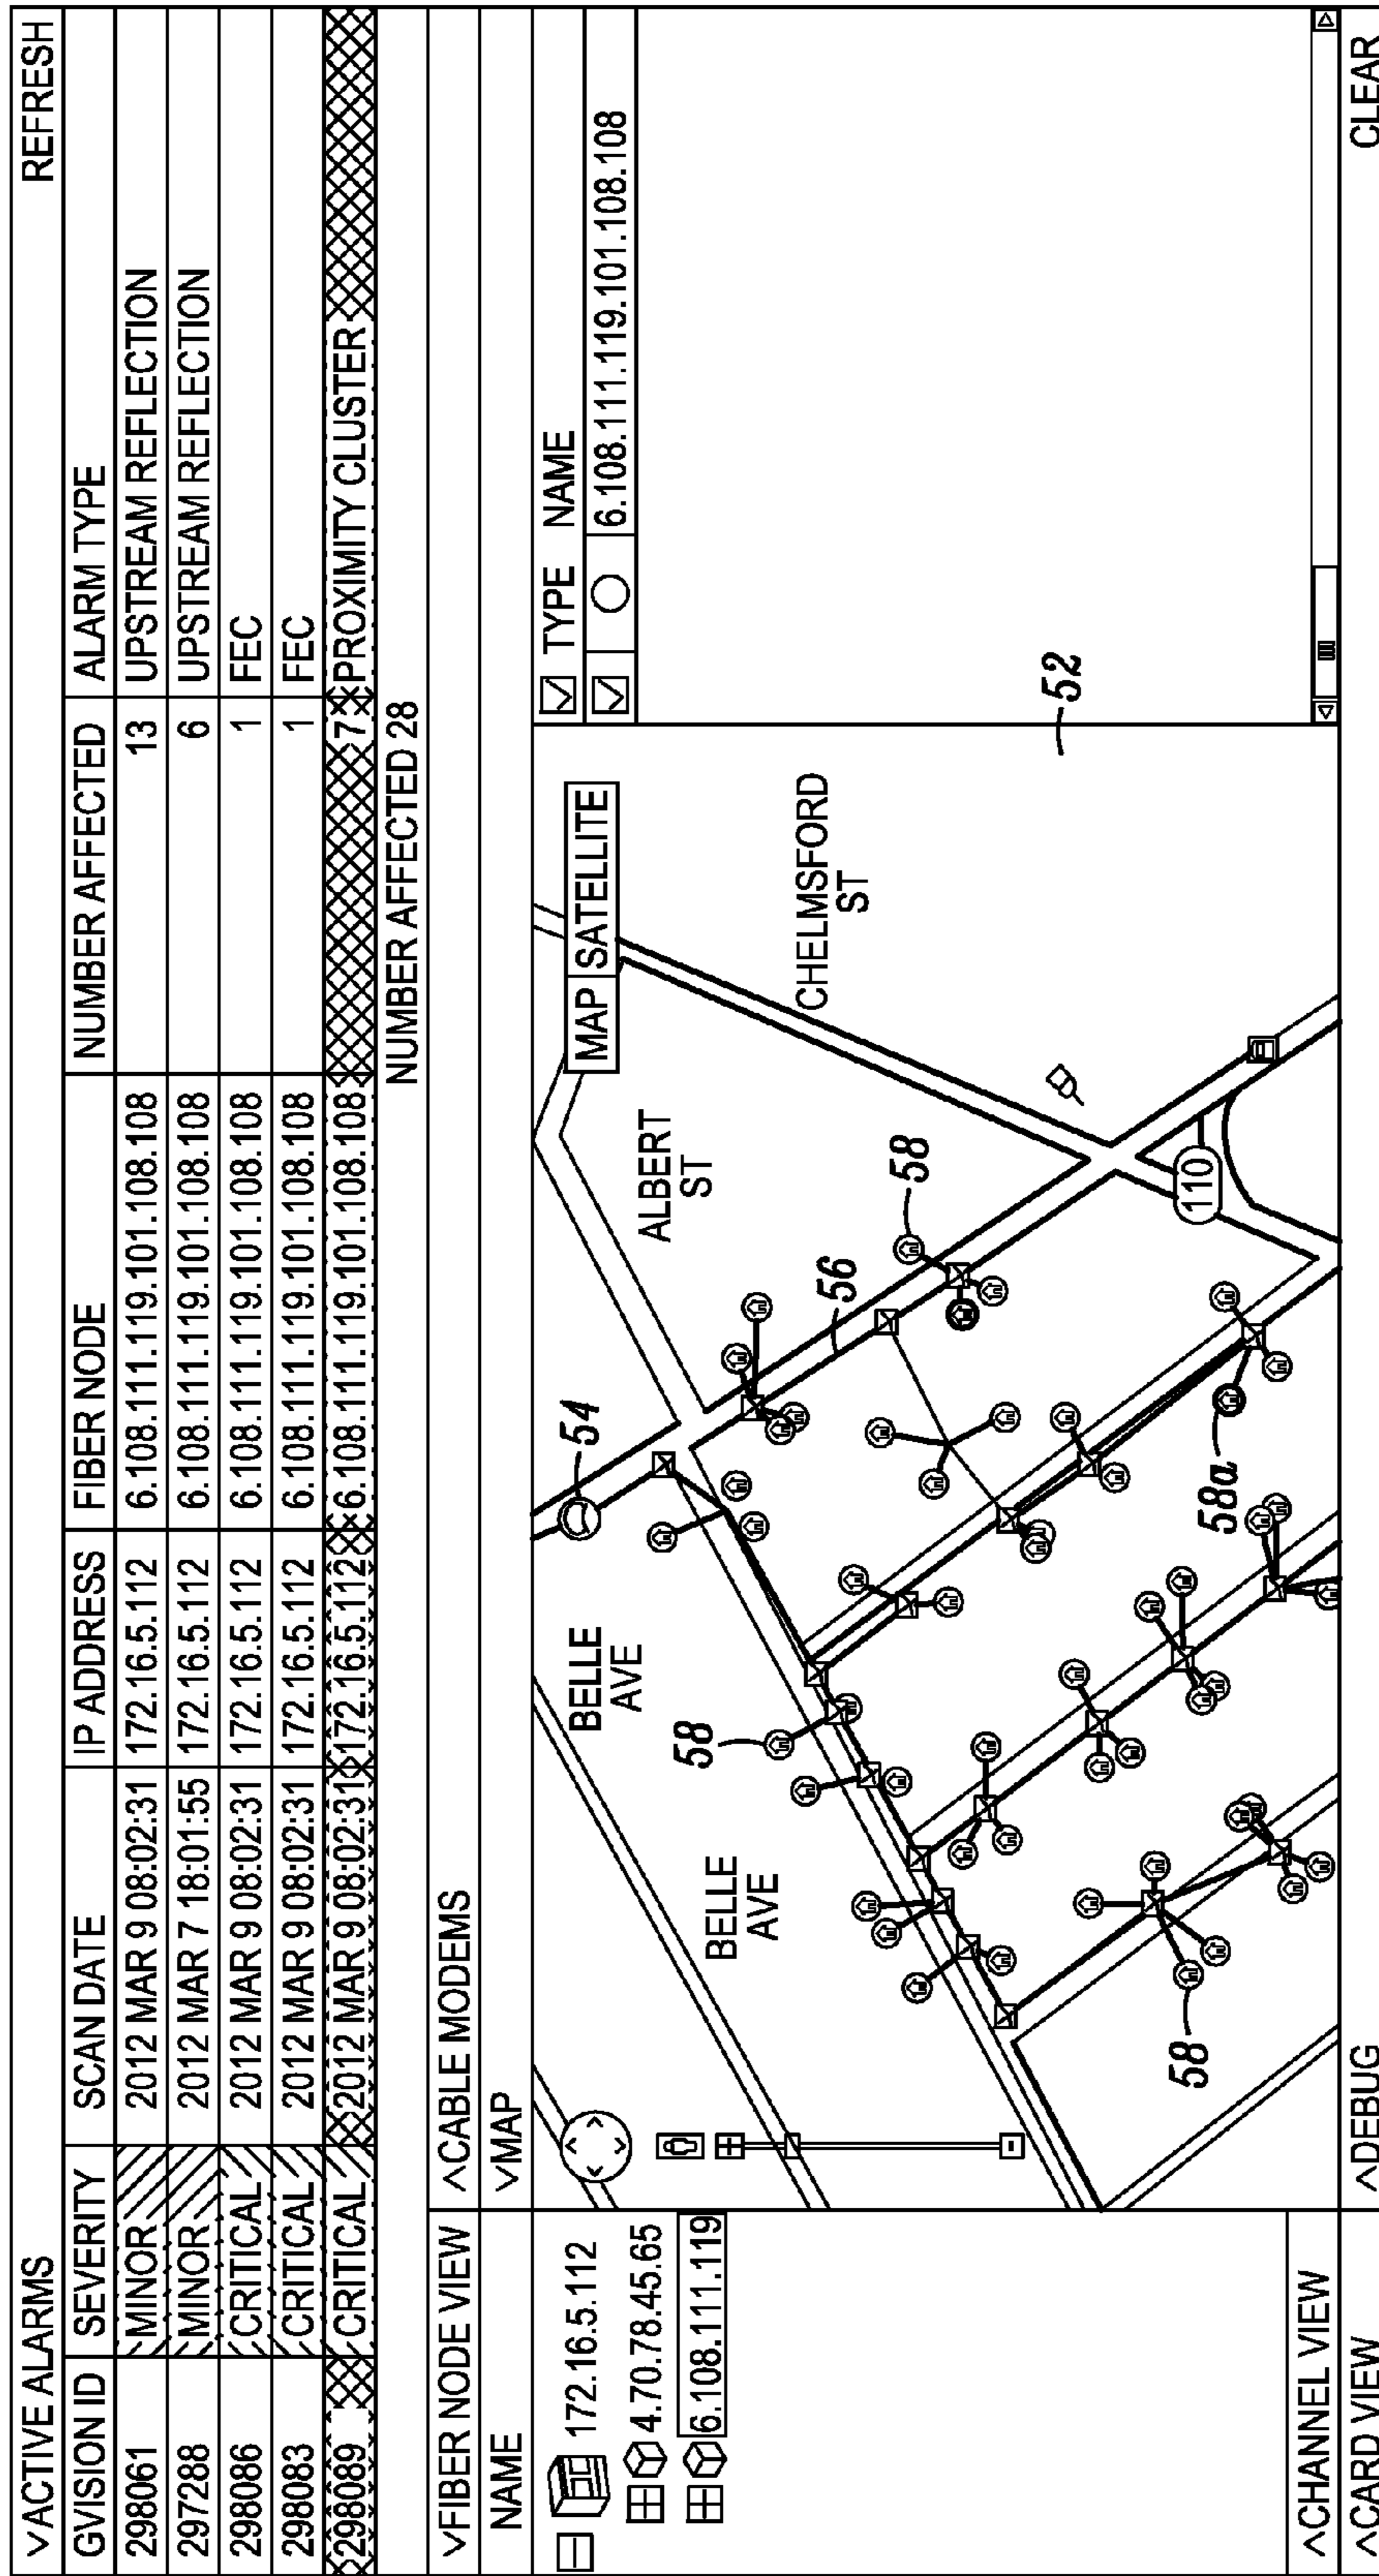 ∨ACTIVE ALARMS REFRESH
GVISION ID SEVERITY SCAN DATE IP ADDRESS FIBER NODE NUMBER AFFECTED ALARM TYPE
298061 MINOR 2012 MAR 9 08:02:31 172.16.5.112 6.108.111.119.101.108.108 13 UPSTREAM REFLECTION
297288 MINOR 2012 MAR 7 18:01:55 172.16.5.112 6.108.111.119.101.108.108 6 UPSTREAM REFLECTION
298086 CRITICAL 2012 MAR 9 08:02:31 172.16.5.112 6.108.111.119.101.108.108 1 FEC
298083 CRITICAL 2012 MAR 9 08:02:31 172.16.5.112 6.108.111.119.101.108.108 1 FEC
298089 CRITICAL 2012 MAR 9 08:02:31 172.16.5.112 6.108.111.119.101.108.108 7 PROXIMITY CLUSTER
NUMBER AFFECTED 28
∨FIBER NODE VIEW ∧CABLE MODEMS
NAME ∨MAP
172.16.5.112
4.70.78.45.65
6.108.111.119
MAP SATELLITE
TYPE NAME
6.108.111.119.101.108.108
54
BELLE
AVE
ALBERT
ST
58
BELLE
AVE
CHELMSFORD
ST
56
58
52
58
58a
110
∧CHANNEL VIEW
∧CARD VIEW ∧DEBUG CLEAR